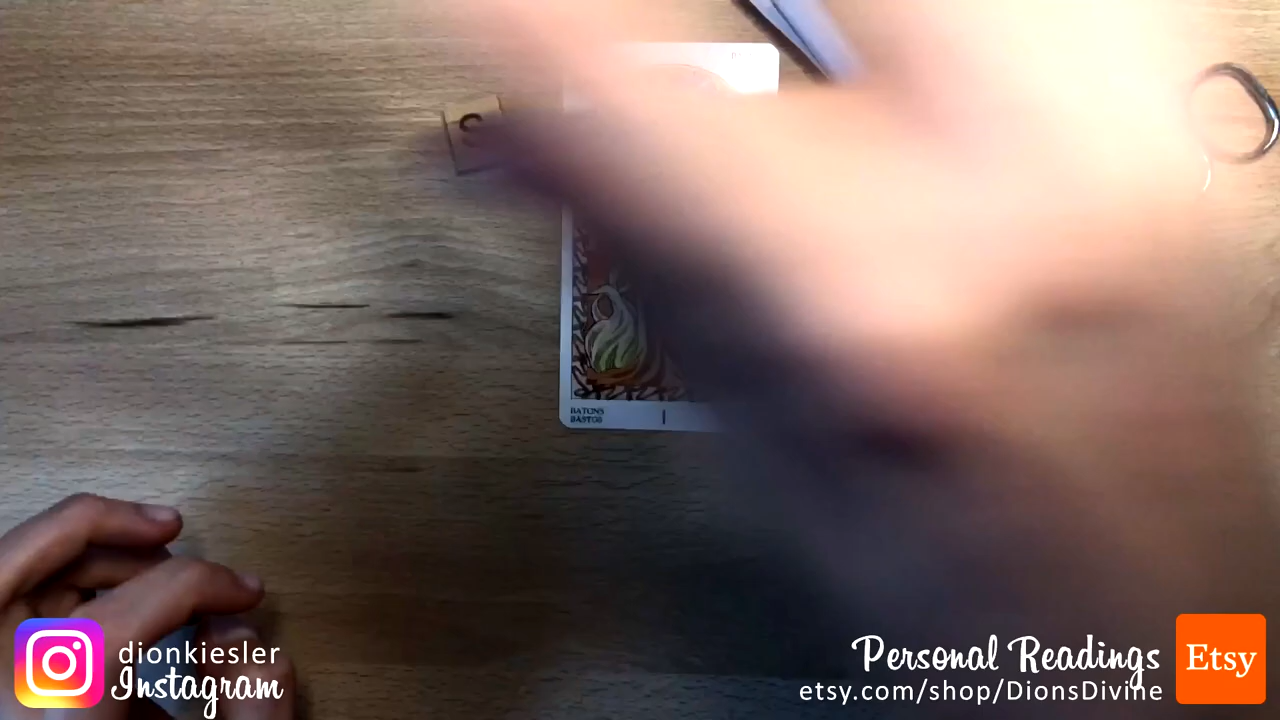 S
BATONS
BASTOS
I
dionkiesler
Instagram
Personal Readings
etsy.com/shop/DionsDivine
Etsy